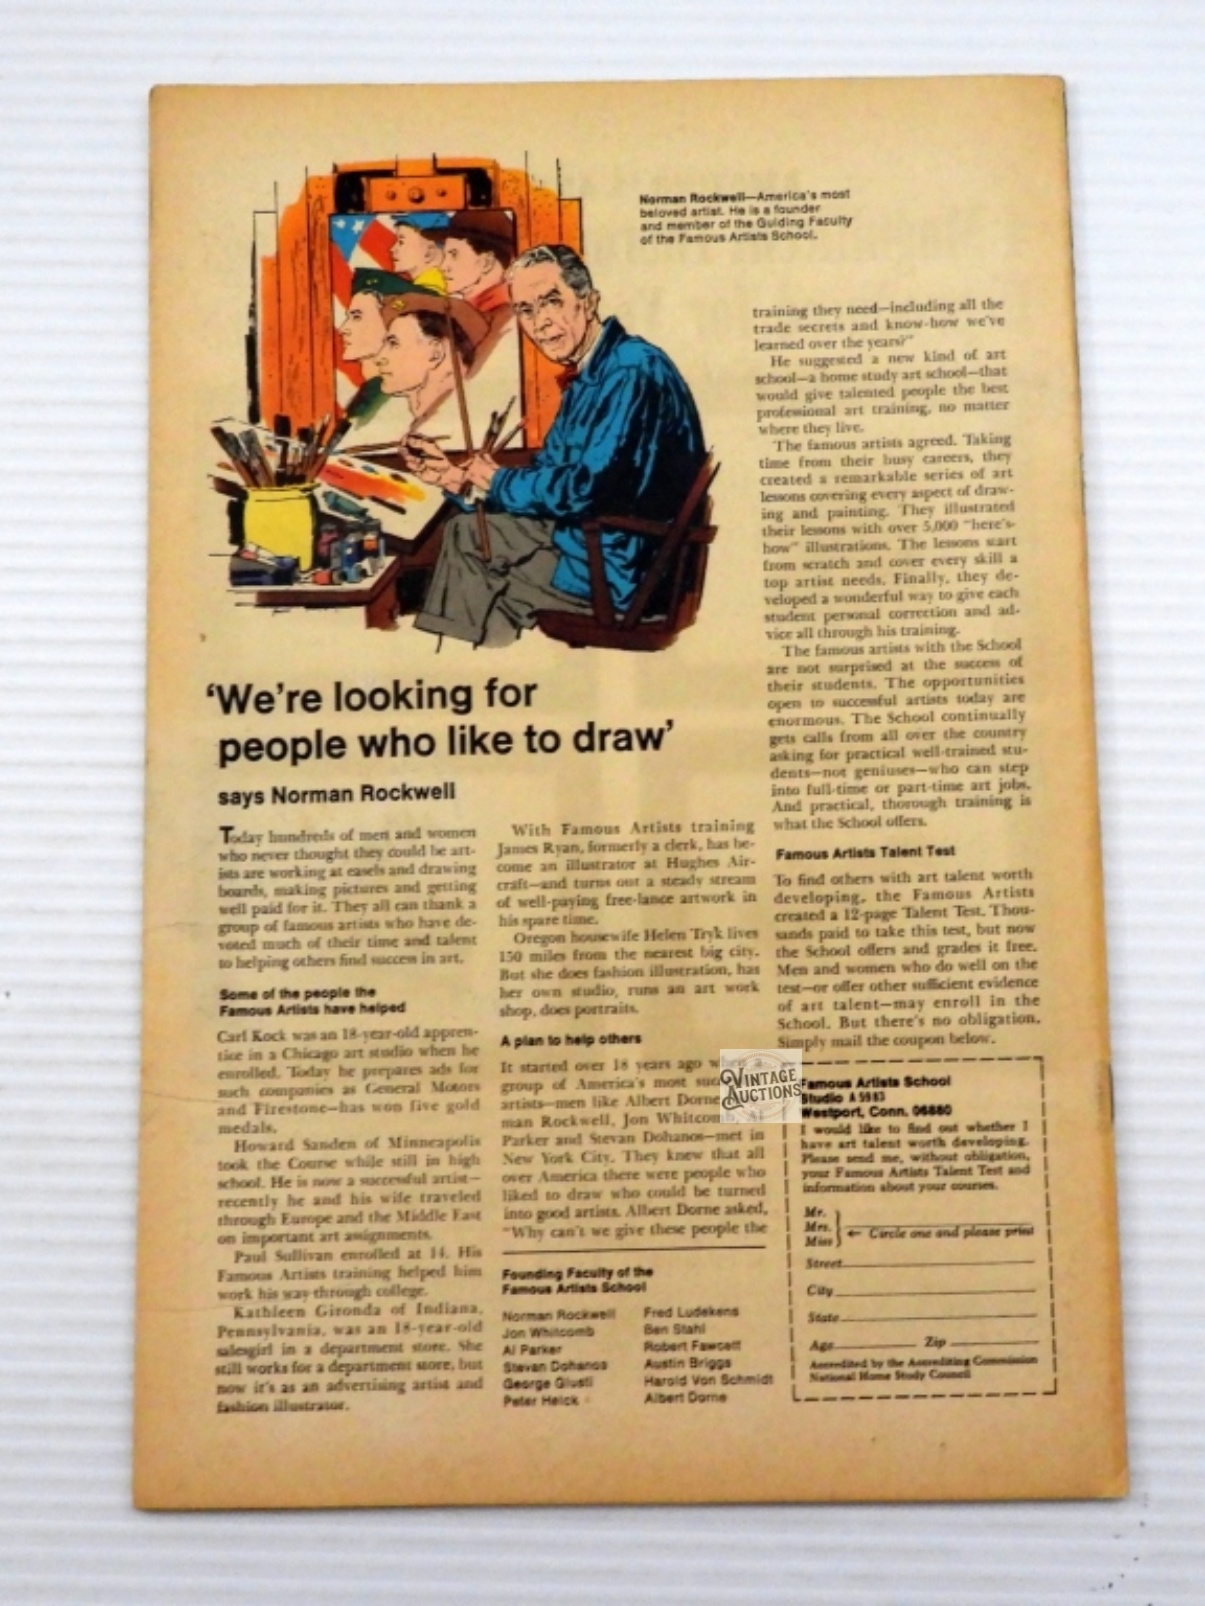 Norman Rockwell—America's most
beloved artist. He is a founder
and member of the Guiding Faculty
of the Famous Artists School.
'We're looking for
people who like to draw'
says Norman Rockwell
Today hundreds of men and women
who never thought they could be art-
ists are working at easels and drawing
boards, making pictures and getting
well paid for it. They all can thank a
group of famous artists who have de-
voted much of their time and talent
to helping others find success in art.
Some of the people the
Famous Artists have helped
Carl Kock was an 18-year-old appren-
tice in a Chicago art studio when he
enrolled. Today he prepares ads for
such companies as General Motors
and Firestone—has won five gold
medals.
Howard Sanden of Minneapolis
took the Course while still in high
school. He is now a successful artist—
recently he and his wife traveled
through Europe and the Middle East
on important art assignments.
Paul Sullivan enrolled at 14. His
Famous Artists training helped him
work his way through college.
Kathleen Gironda of Indiana,
Pennsylvania, was an 18-year-old
salesgirl in a department store. She
still works for a department store, but
now it's as an advertising artist and
fashion illustrator.
With Famous Artists training
James Ryan, formerly a clerk, has be-
come an illustrator at Hughes Air-
craft—and turns out a steady stream
of well-paying free-lance artwork in
his spare time.
Oregon housewife Helen Tryk lives
150 miles from the nearest big city.
But she does fashion illustration, has
her own studio, runs an art work
shop, does portraits.
A plan to help others
It started over 18 years ago when a
group of America's most suc
artists—men like Albert Dorne,
man Rockwell, Jon Whitcomb, Al
Parker and Stevan Dohanos—met in
New York City. They knew that all
over America there were people who
liked to draw who could be turned
into good artists. Albert Dorne asked,
"Why can't we give these people the
Founding Faculty of the
Famous Artists School
Norman Rockwell
Jon Whitcomb
Al Parker
Stevan Dohanos
George Giusti
Peter Helck
Fred Ludekens
Ben Stahl
Robert Fawcett
Austin Briggs
Harold Von Schmidt
Albert Dorne
training they need—including all the
trade secrets and know-how we've
learned over the years?"
He suggested a new kind of art
school—a home study art school—that
would give talented people the best
professional art training, no matter
where they live.
The famous artists agreed. Taking
time from their busy careers, they
created a remarkable series of art
lessons covering every aspect of draw-
ing and painting. They illustrated
their lessons with over 5,000 "here's-
how" illustrations. The lessons start
from scratch and cover every skill a
top artist needs. Finally, they de-
veloped a wonderful way to give each
student personal correction and ad-
vice all through his training.
The famous artists with the School
are not surprised at the success of
their students. The opportunities
open to successful artists today are
enormous. The School continually
gets calls from all over the country
asking for practical well-trained stu-
dents—not geniuses—who can step
into full-time or part-time art jobs.
And practical, thorough training is
what the School offers.
Famous Artists Talent Test
To find others with art talent worth
developing, the Famous Artists
created a 12-page Talent Test. Thou-
sands paid to take this test, but now
the School offers and grades it free.
Men and women who do well on the
test—or offer other sufficient evidence
of art talent—may enroll in the
School. But there's no obligation.
Simply mail the coupon below.
VINTAGE
AUCTIONS
Famous Artists School
Studio A 5983
Westport, Conn. 06880
I would like to find out whether I
have art talent worth developing.
Please send me, without obligation,
your Famous Artists Talent Test and
information about your courses.
Mr.
Mrs. ← Circle one and please print
Miss
Street
City
State
Age Zip
Accredited by the Accrediting Commission
National Home Study Council